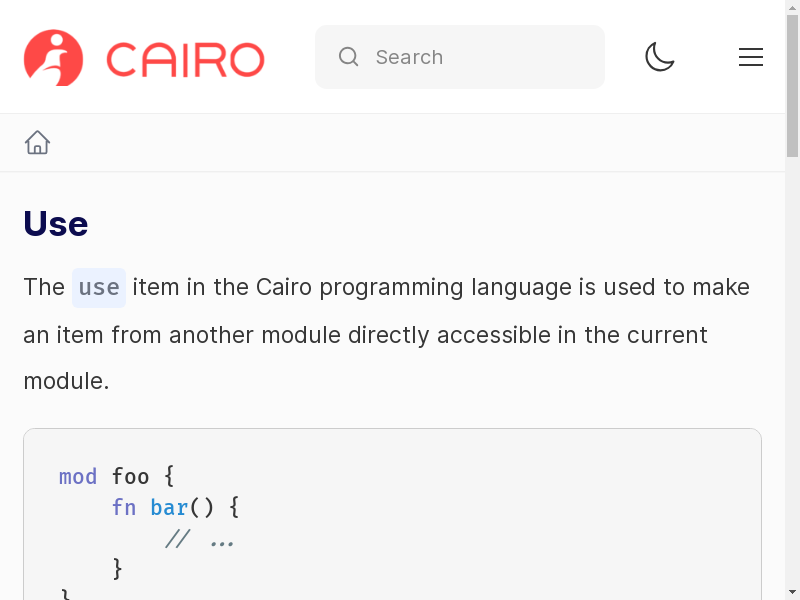 CAIRO
Search
Use
The use item in the Cairo programming language is used to make
an item from another module directly accessible in the current
module.
mod foo {
    fn bar() {
        // ...
    }
}